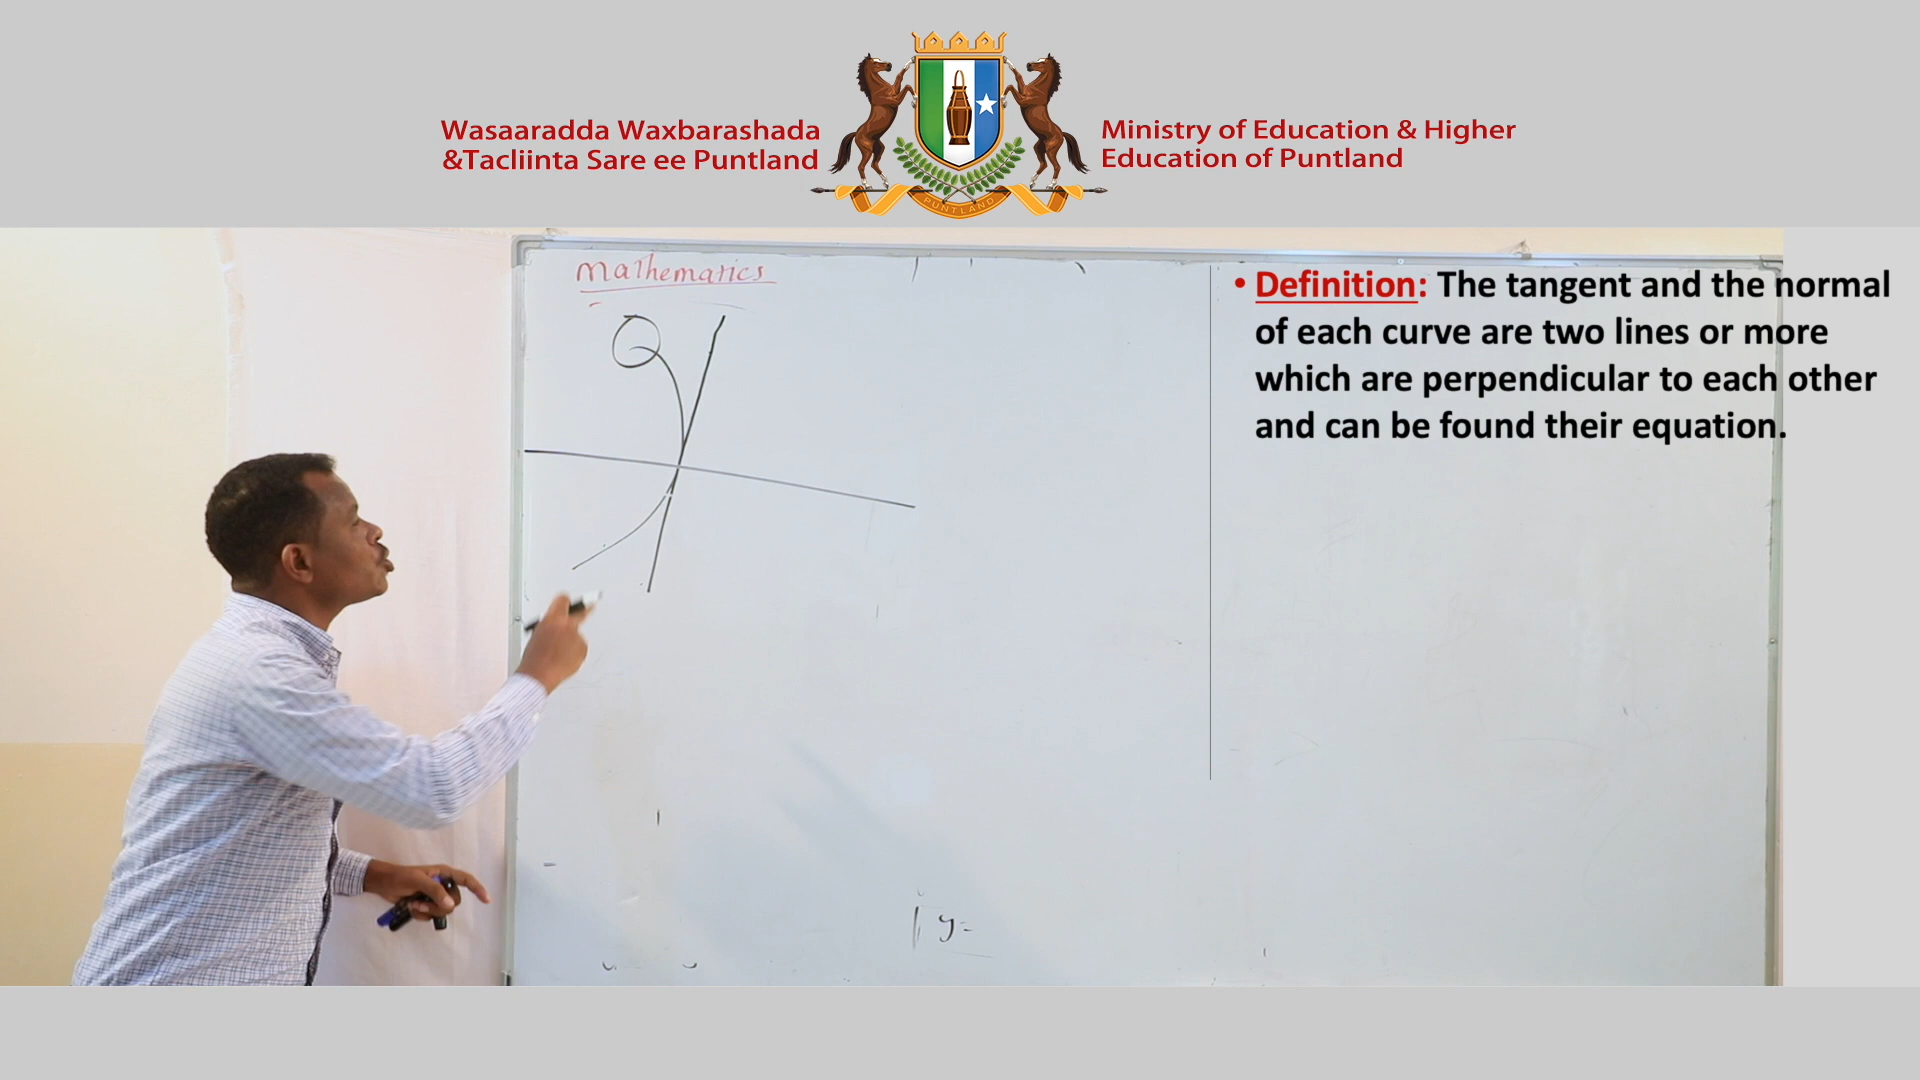 Wasaaradda Waxbarashada
&Tacliinta Sare ee Puntland
PUNTLAND
Ministry of Education & Higher
Education of Puntland
Mathematics
• Definition: The tangent and the normal
of each curve are two lines or more
which are perpendicular to each other
and can be found their equation.
y=